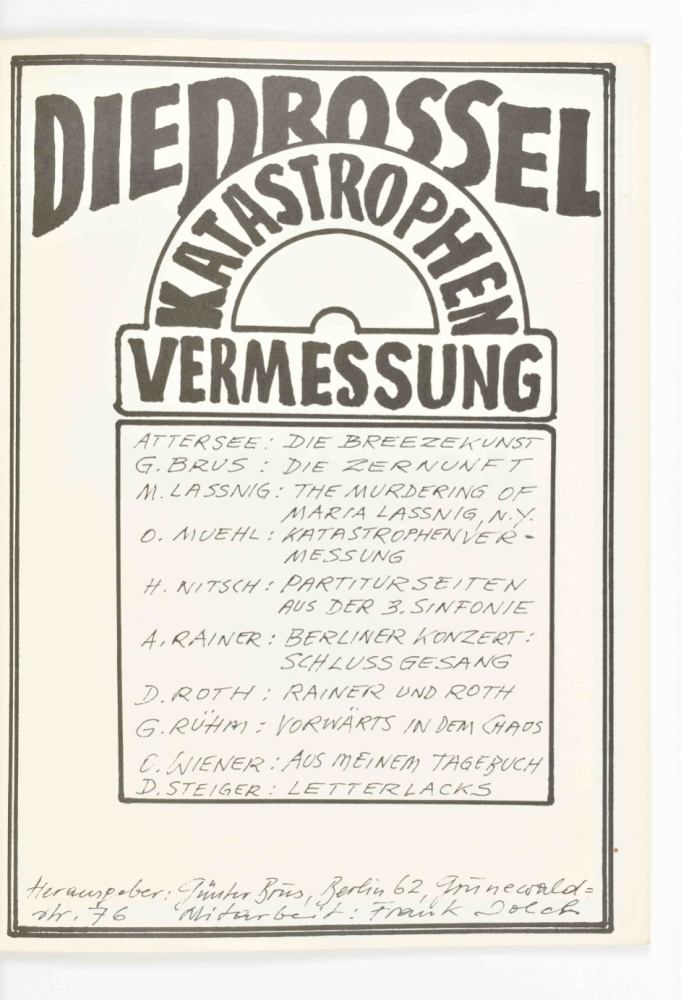 DIEDROSSEL
KATASTROPHEN
VERMESSUNG
ATTERSEE: DIE BREEZEKUNST
G. BRUS : DIE ZERNUNFT
M. LASSNIG: THE MURDERING OF
MARIA LASSNIG, N.Y.
O. MUEHL: KATASTROPHENVER-
MESSUNG
H. NITSCH: PARTITURSEITEN
AUS DER 3. SINFONIE
A. RAINER: BERLINER KONZERT:
SCHLUSSGESANG
D. ROTH: RAINER UND ROTH
G. RÜHM: VORWÄRTS IN DEM CHAOS
O. WIENER: AUS MEINEM TAGEBUCH
D. STEIGER: LETTERLACKS
Herausgeber: Günter Brus, Berlin 62, Grunewald=
str. 76 Mitarbeit: Frank Dolch